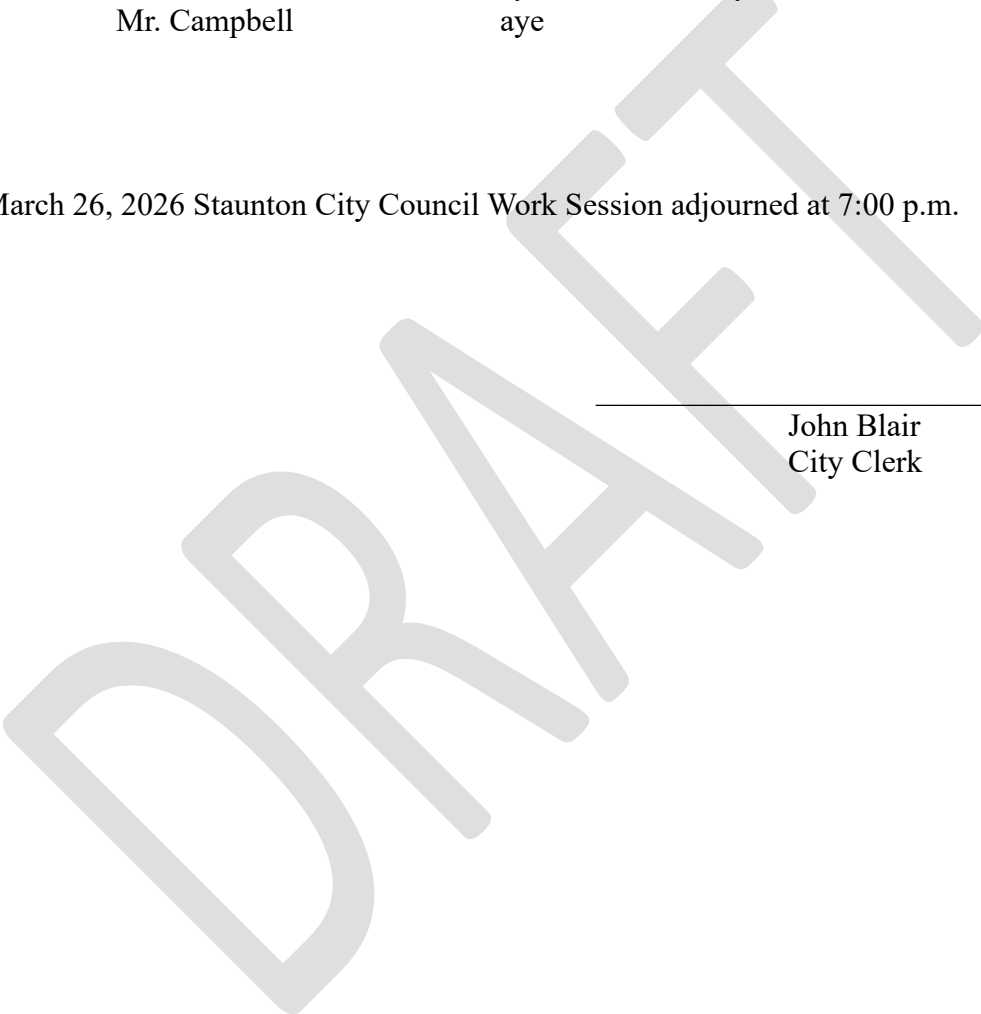 Mr. Campbell aye
March 26, 2026 Staunton City Council Work Session adjourned at 7:00 p.m.
John Blair
City Clerk
DRAFT